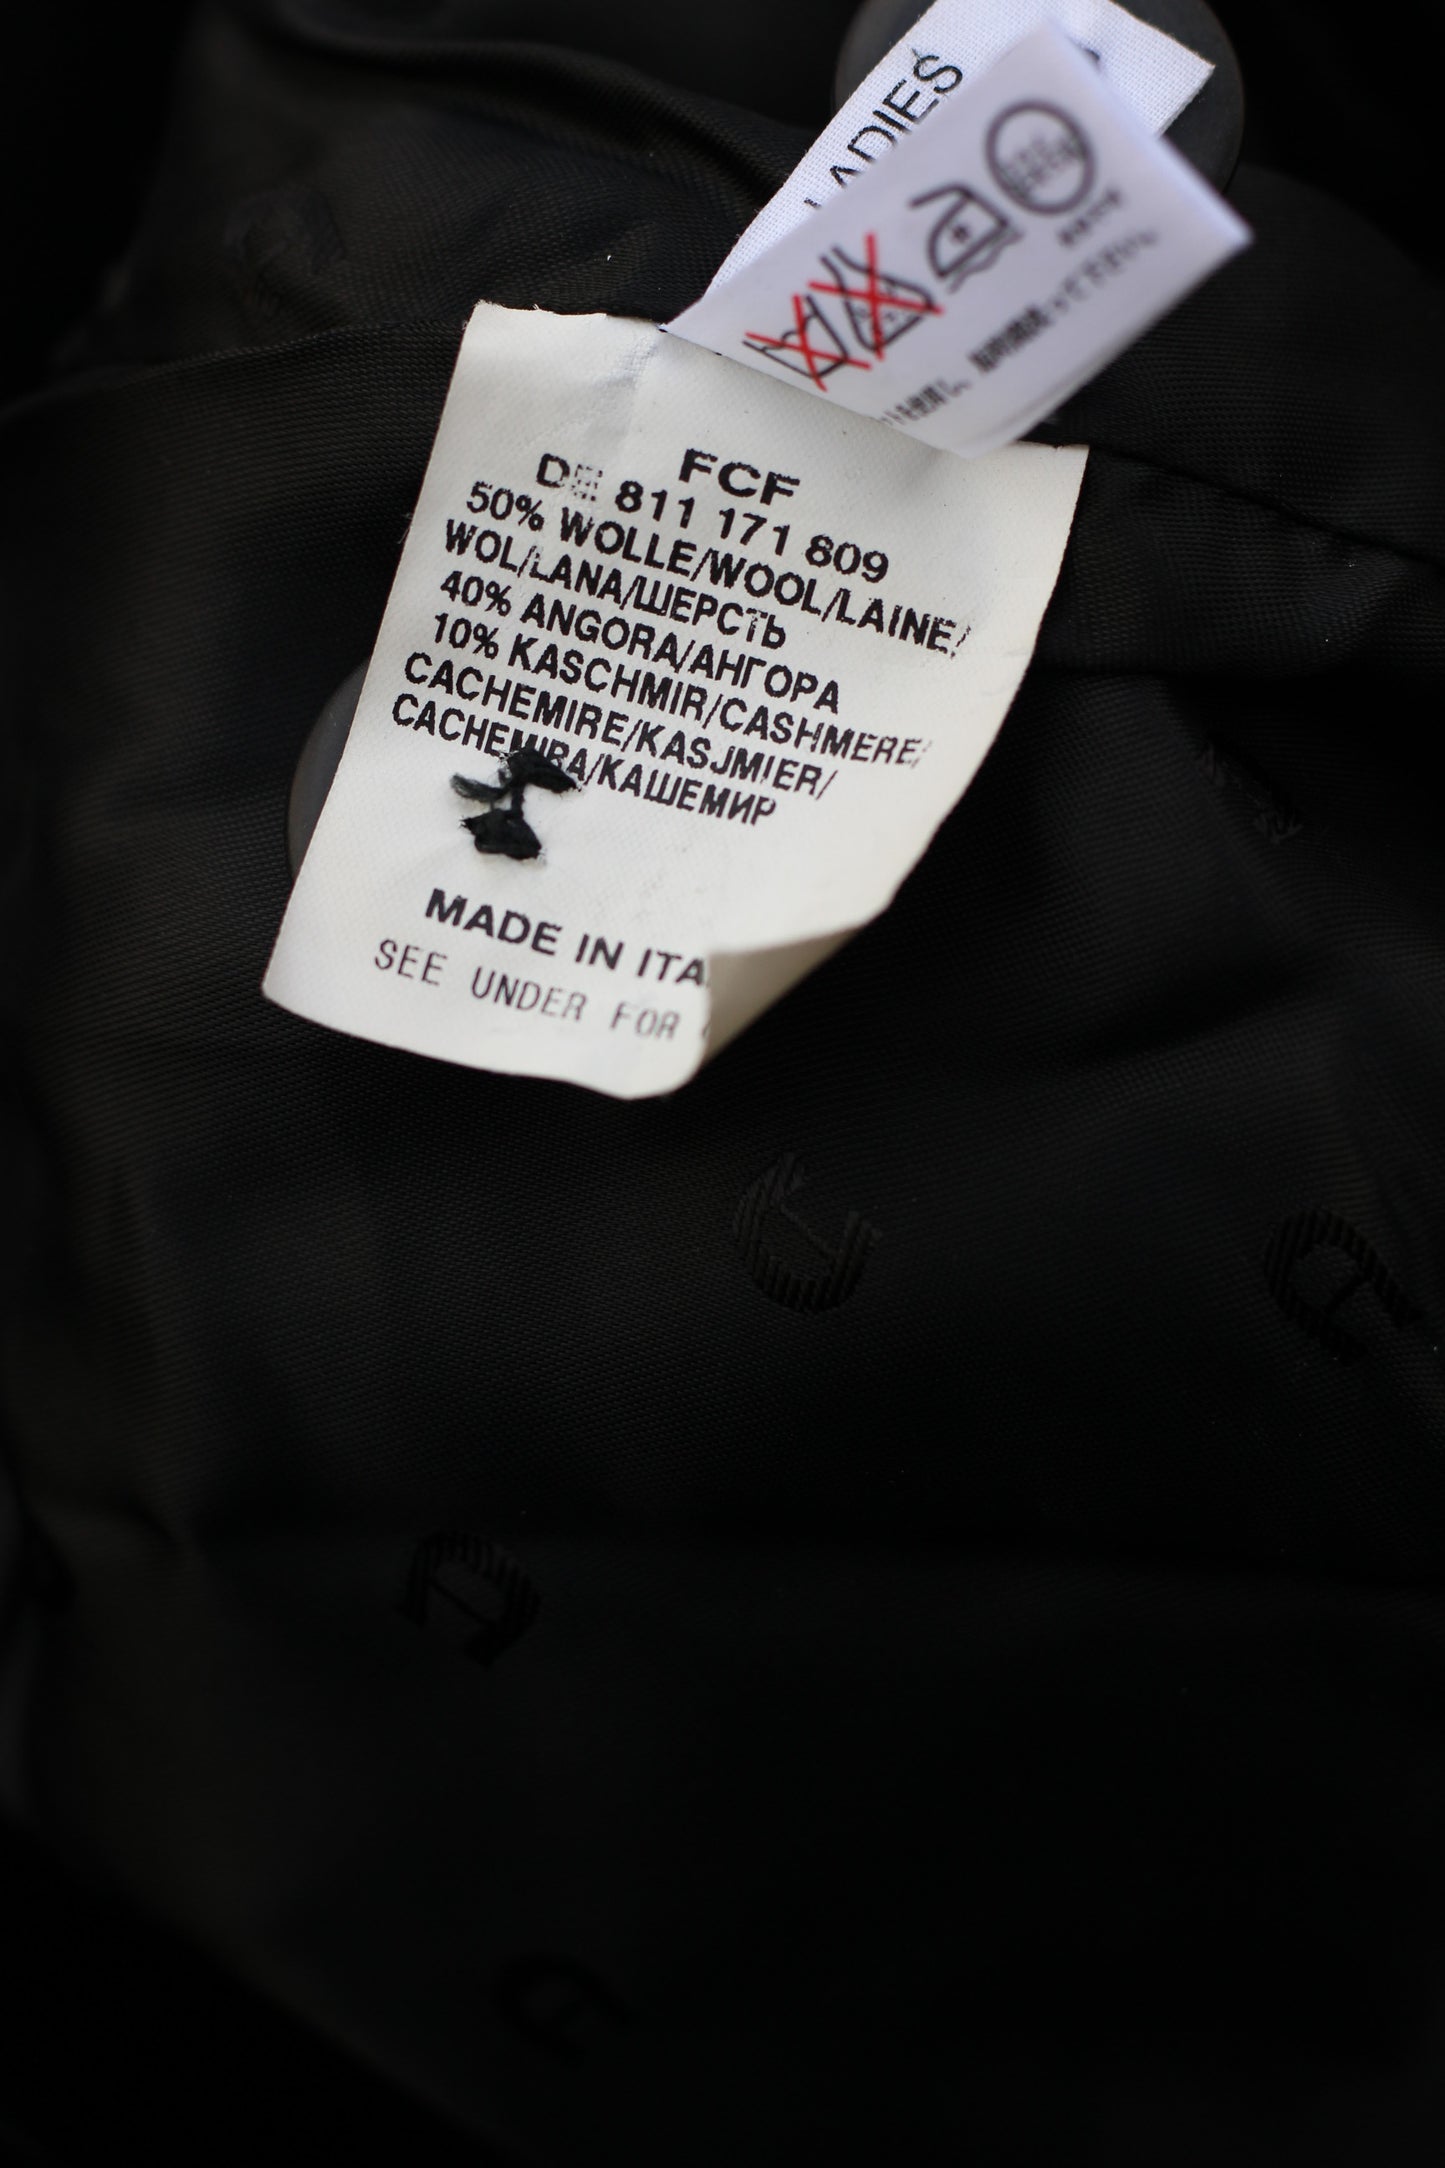 LADIES
FCF
DE 811 171 809
50% WOLLE/WOOL/LAINE/
WOL/LANA/ШЕРСТЬ
40% ANGORA/АНГОРА
10% KASCHMIR/CASHMERE/
CACHEMIRE/KASJMIER/
CACHEMIRA/КАШЕМИР
MADE IN ITA
SEE UNDER FOR